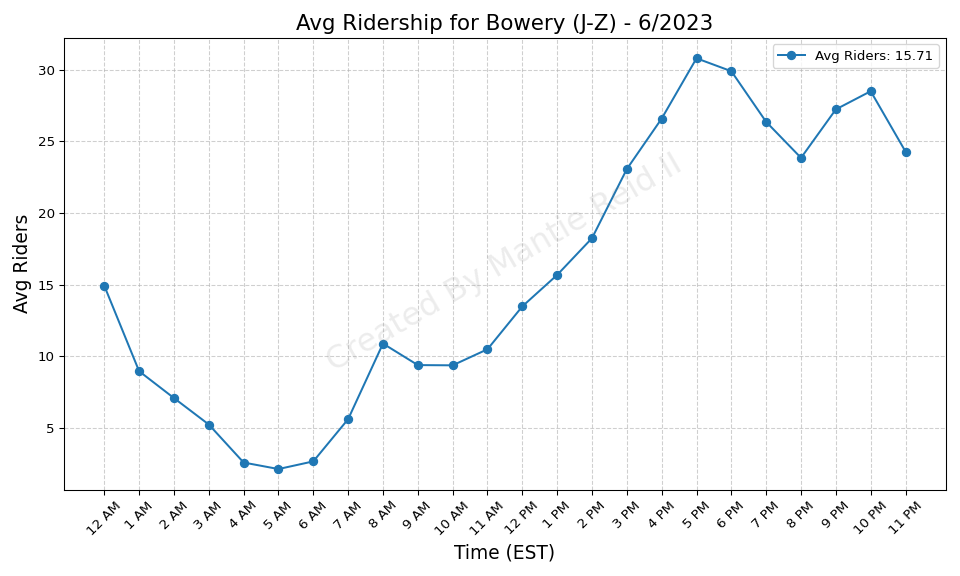 Avg Ridership for Bowery (J-Z) - 6/2023
Avg Riders: 15.71
Avg Riders
30
25
20
15
10
5
Created By Mantie Reid II
12 AM
1 AM
2 AM
3 AM
4 AM
5 AM
6 AM
7 AM
8 AM
9 AM
10 AM
11 AM
12 PM
1 PM
2 PM
3 PM
4 PM
5 PM
6 PM
7 PM
8 PM
9 PM
10 PM
11 PM
Time (EST)